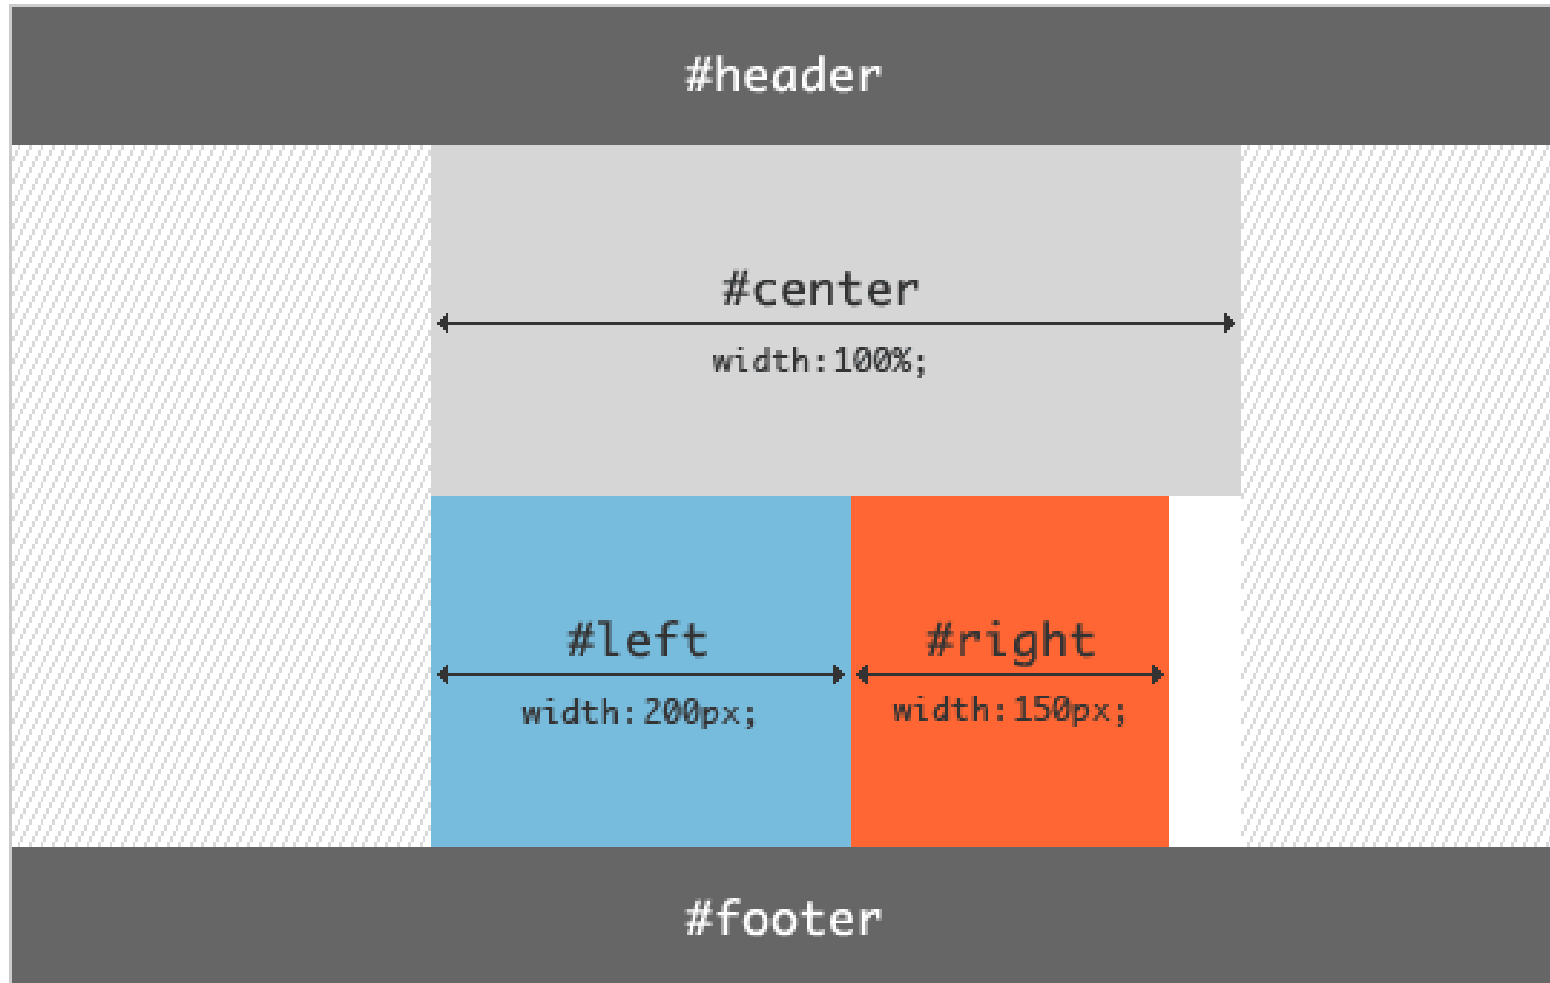 #header
#center
width:100%;
#left
width:200px;
#right
width:150px;
#footer